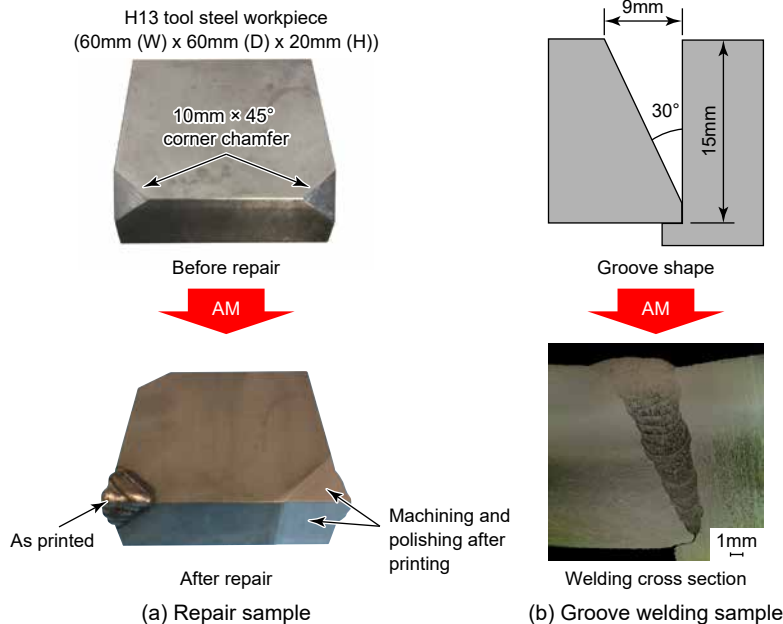 H13 tool steel workpiece
(60mm (W) x 60mm (D) x 20mm (H))
10mm × 45°
corner chamfer
Before repair
AM
As printed
Machining and
polishing after
printing
After repair
(a) Repair sample
9mm
30°
15mm
Groove shape
AM
1mm
Welding cross section
(b) Groove welding sample